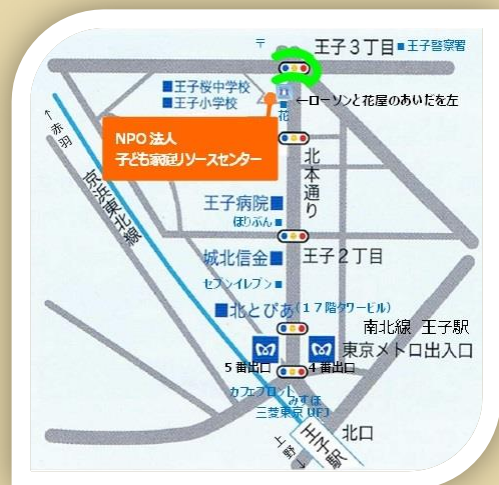 〒
王子3丁目
■王子警察署
■王子桜中学校
■王子小学校
←ローソンと花屋のあいだを左
花
NPO法人
子ども家庭リソースセンター
↑赤羽
京浜東北線
北本通り
王子病院■
ほりぶん■
城北信金■
王子2丁目
セブンイレブン■
■北とぴあ(17階タワービル)
南北線 王子駅
東京メトロ出入口
5番出口
4番出口
カフェフロント
みずほ
三菱東京UFJ
北口
王子駅
上野↓